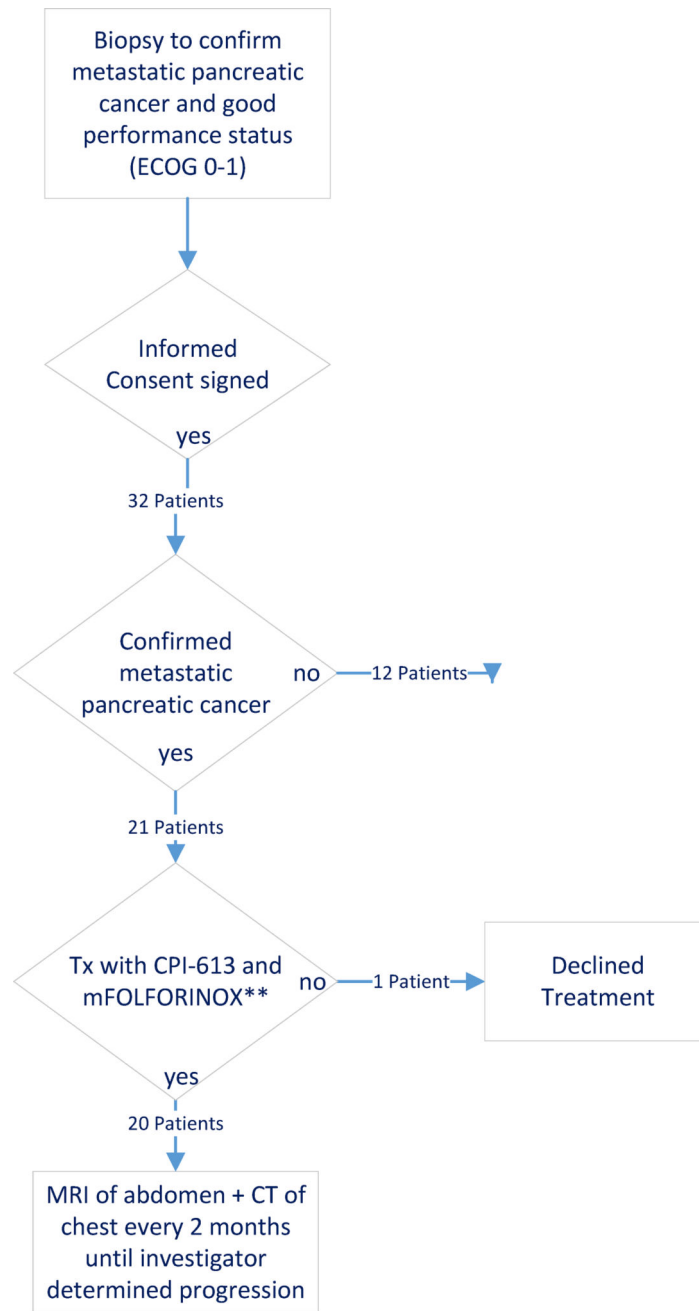 Biopsy to confirm
metastatic pancreatic
cancer and good
performance status
(ECOG 0-1)
Informed
Consent signed
yes
32 Patients
Confirmed
metastatic
pancreatic cancer
no
12 Patients
yes
21 Patients
Tx with CPI-613 and
mFOLFORINOX**
no
1 Patient
Declined
Treatment
yes
20 Patients
MRI of abdomen + CT of
chest every 2 months
until investigator
determined progression